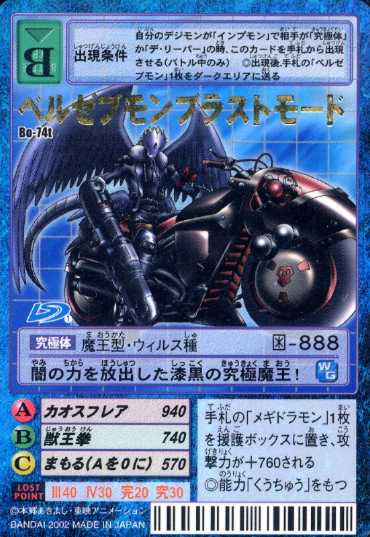 B
出現条件
自分のデジモンが「インプモン」で相手が「究極体」
か「デ・リーパー」の時、このカードを手札から出現
させる(バトル中のみ) ◎出現後、手札の「ベルゼ
ブモン」1枚をダークエリアに送る
ベルゼブモンブラストモード
Bo-74t
究極体 魔王型・ウィルス種
図-888
闇の力を放出した漆黒の究極魔王!
WG
A カオスフレア 940
B 獣王拳 740
C まもる(Aを0に) 570
手札の「メギドラモン」1枚
を援護ボックスに置き、攻
撃力が+760される
◎能力「くうちゅう」をもつ
LOST POINT Ⅲ40 Ⅳ30 完20 究30
©本郷あきよし・東映アニメーション
BANDAI 2002 MADE IN JAPAN